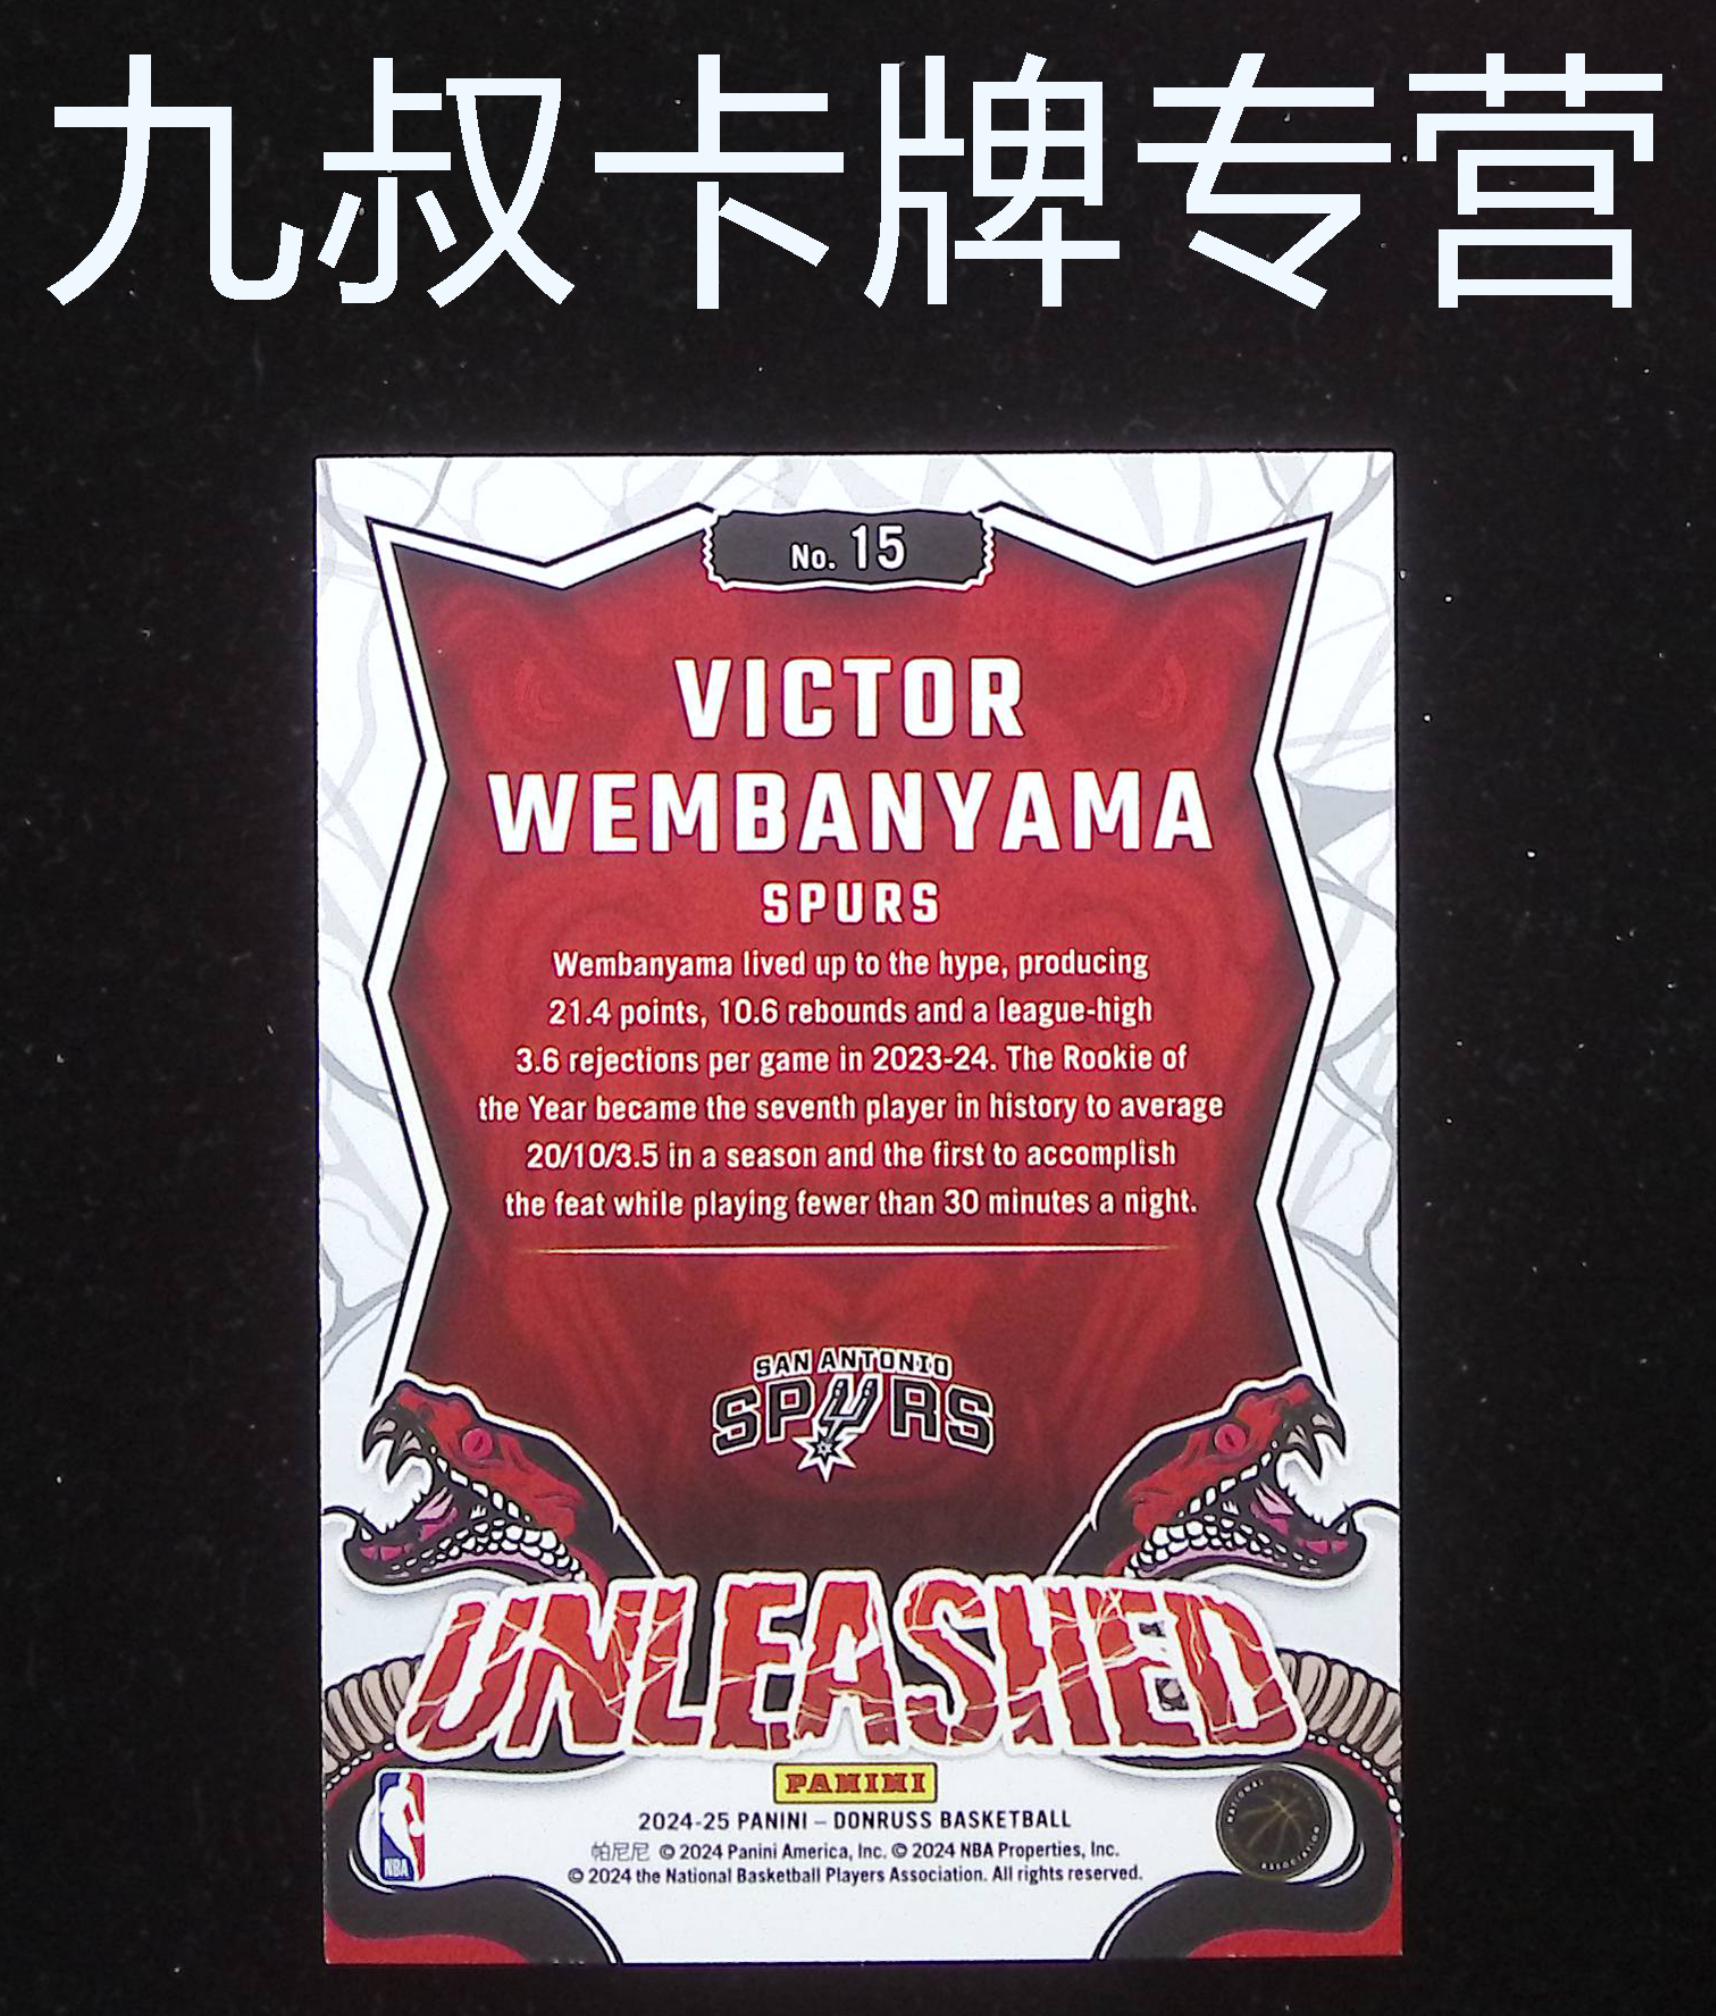 九叔卡牌专营
No. 15
VICTOR
WEMBANYAMA
SPURS
Wembanyama lived up to the hype, producing
21.4 points, 10.6 rebounds and a league-high
3.6 rejections per game in 2023-24. The Rookie of
the Year became the seventh player in history to average
20/10/3.5 in a season and the first to accomplish
the feat while playing fewer than 30 minutes a night.
SAN ANTONIO
SPURS
UNLEASHED
PANINI
2024-25 PANINI – DONRUSS BASKETBALL
帕尼尼 © 2024 Panini America, Inc. © 2024 NBA Properties, Inc.
© 2024 the National Basketball Players Association. All rights reserved.
NBA